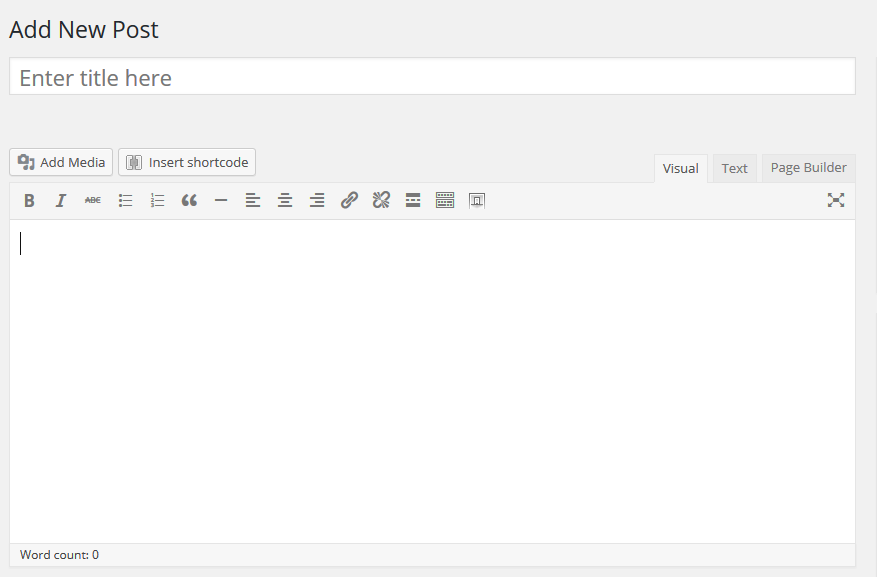 Add New Post
Enter title here
Add Media Insert shortcode
Visual Text Page Builder
B I ABC
Word count: 0